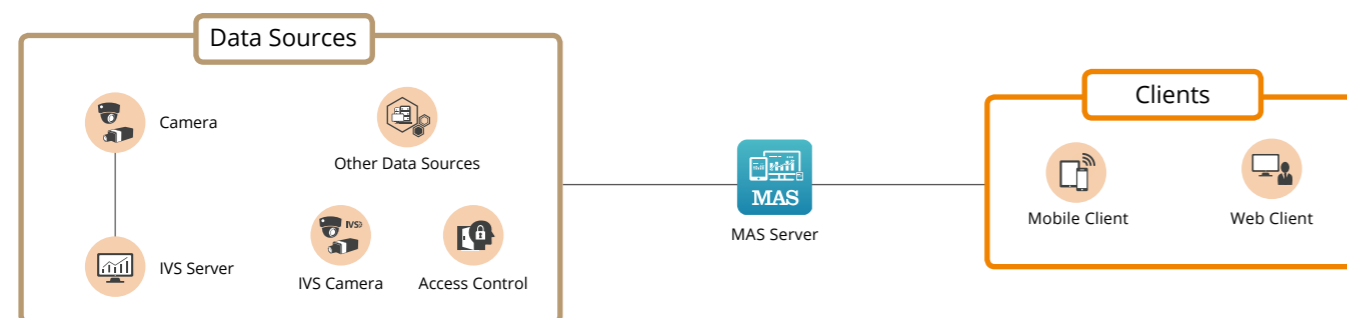 Data Sources
Camera
Other Data Sources
IVS Server
IVS
IVS Camera
Access Control
MAS
MAS Server
Clients
Mobile Client
Web Client